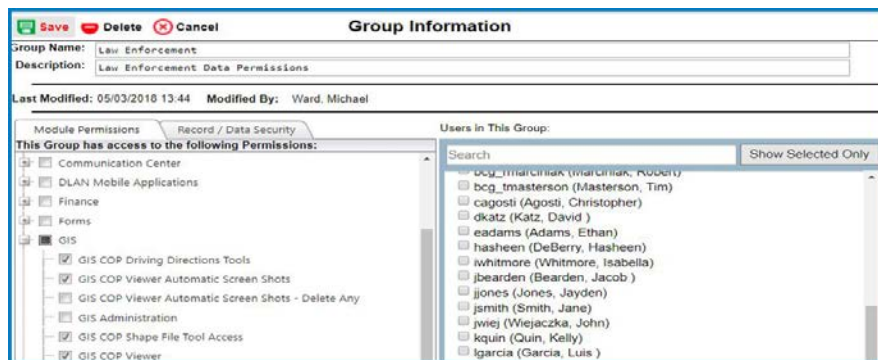 Save Delete Cancel Group Information
Group Name: Law Enforcement
Description: Law Enforcement Data Permissions
Last Modified: 05/03/2018 13:44 Modified By: Ward, Michael
Module Permissions Record / Data Security
This Group has access to the following Permissions:
Communication Center
DLAN Mobile Applications
Finance
Forms
GIS
GIS COP Driving Directions Tools
GIS COP Viewer Automatic Screen Shots
GIS COP Viewer Automatic Screen Shots - Delete Any
GIS Administration
GIS COP Shape File Tool Access
GIS COP Viewer
Users in This Group:
Search Show Selected Only
bcg_rmarciniak (Marciniak, Robert)
bcg_tmasterson (Masterson, Tim)
cagosti (Agosti, Christopher)
dkatz (Katz, David )
eadams (Adams, Ethan)
hasheen (DeBerry, Hasheen)
iwhitmore (Whitmore, Isabella)
jbearden (Bearden, Jacob )
jjones (Jones, Jayden)
jsmith (Smith, Jane)
jwiej (Wiejaczka, John)
kquin (Quin, Kelly)
lgarcia (Garcia, Luis )